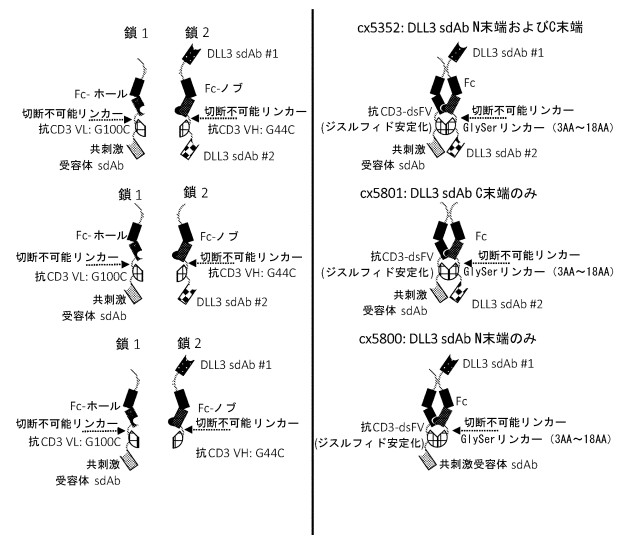 鎖 1
鎖 2
DLL3 sdAb #1
Fc-ホール
Fc-ノブ
切断不可能リンカー
切断不可能リンカー
抗CD3 VL: G100C
抗CD3 VH: G44C
共刺激
受容体 sdAb
DLL3 sdAb #2
cx5352: DLL3 sdAb N末端およびC末端
DLL3 sdAb #1
Fc
抗CD3-dsFV
(ジスルフィド安定化)
切断不可能リンカー
GlySerリンカー (3AA～18AA)
共刺激
受容体 sdAb
DLL3 sdAb #2
鎖 1
鎖 2
Fc-ホール
Fc-ノブ
切断不可能リンカー
切断不可能リンカー
抗CD3 VL: G100C
抗CD3 VH: G44C
共刺激
受容体 sdAb
DLL3 sdAb #2
cx5801: DLL3 sdAb C末端のみ
Fc
抗CD3-dsFV
(ジスルフィド安定化)
切断不可能リンカー
GlySerリンカー (3AA～18AA)
共刺激
受容体 sdAb
DLL3 sdAb #2
鎖 1
鎖 2
DLL3 sdAb #1
Fc-ホール
Fc-ノブ
切断不可能リンカー
切断不可能リンカー
抗CD3 VL: G100C
抗CD3 VH: G44C
共刺激
受容体 sdAb
cx5800: DLL3 sdAb N末端のみ
DLL3 sdAb #1
Fc
抗CD3-dsFV
(ジスルフィド安定化)
切断不可能リンカー
GlySerリンカー (3AA～18AA)
共刺激受容体 sdAb